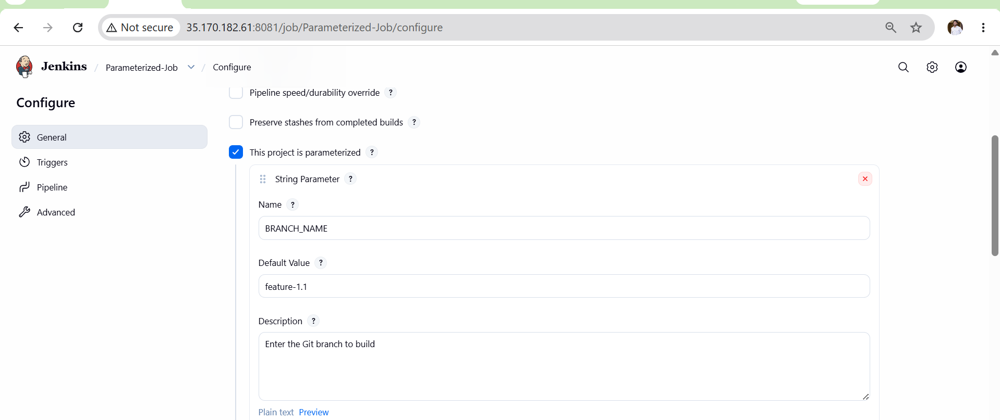 Not secure 35.170.182.61:8081/job/Parameterized-Job/configure
Jenkins / Parameterized-Job / Configure
Configure
General
Triggers
Pipeline
Advanced
Pipeline speed/durability override ?
Preserve stashes from completed builds ?
This project is parameterized ?
String Parameter ?
Name ?
BRANCH_NAME
Default Value ?
feature-1.1
Description ?
Enter the Git branch to build
Plain text Preview